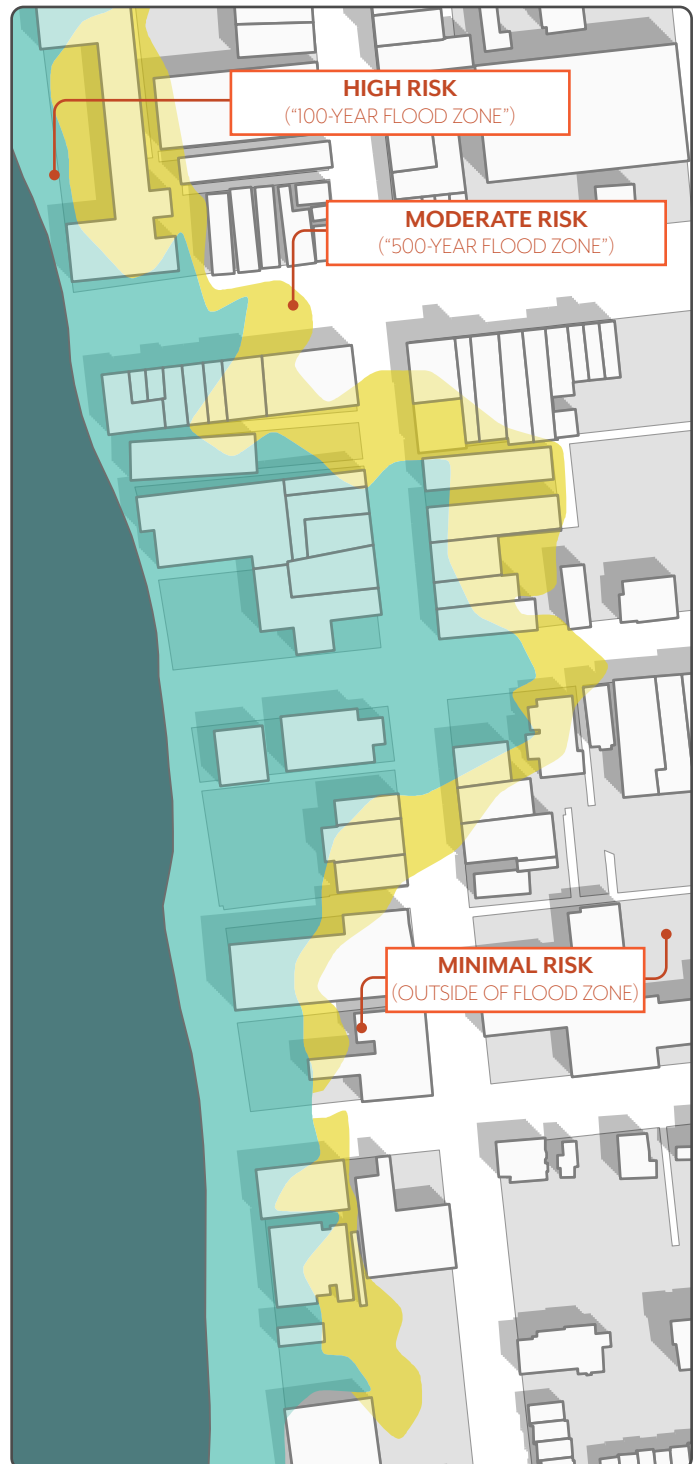 HIGH RISK
(“100-YEAR FLOOD ZONE”)
MODERATE RISK
(“500-YEAR FLOOD ZONE”)
MINIMAL RISK
(OUTSIDE OF FLOOD ZONE)